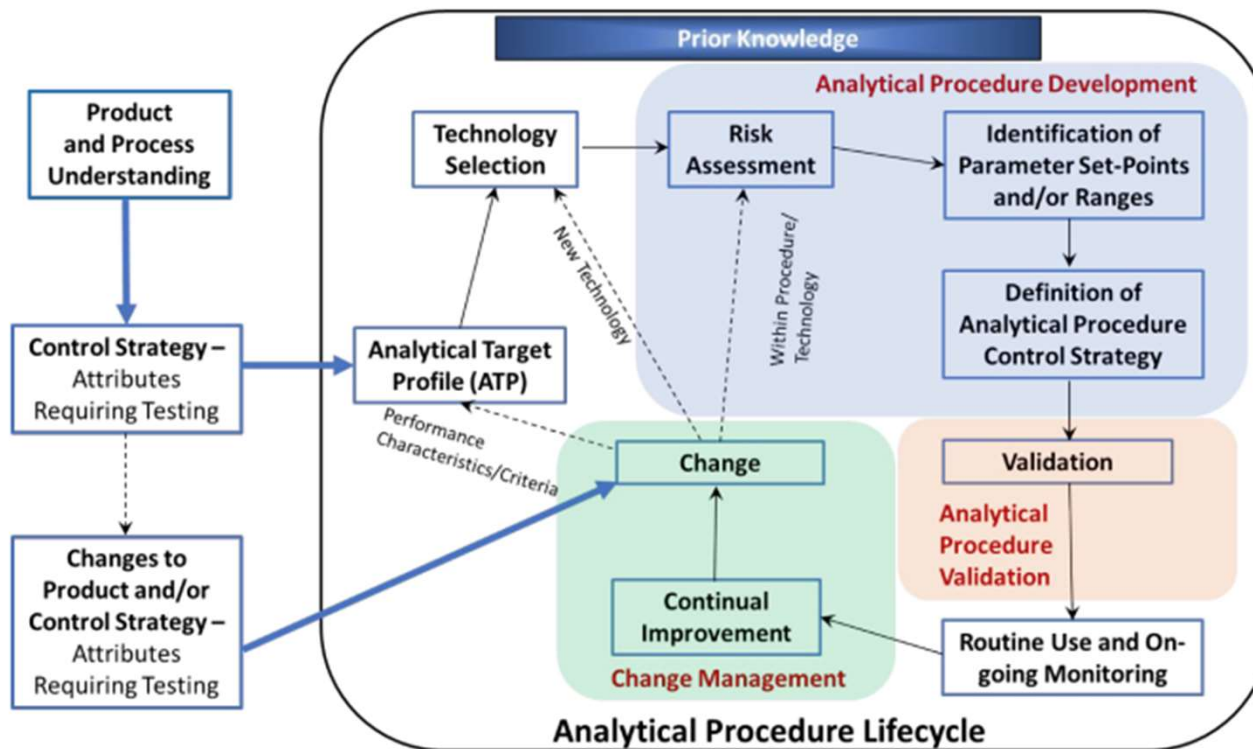 Prior Knowledge
Analytical Procedure Development
Product
and Process
Understanding
Technology
Selection
Risk
Assessment
Identification of
Parameter Set-Points
and/or Ranges
New Technology
Within Procedure/
Technology
Control Strategy –
Attributes
Requiring Testing
Analytical Target
Profile (ATP)
Definition of
Analytical Procedure
Control Strategy
Performance
Characteristics/Criteria
Change
Validation
Analytical
Procedure
Validation
Changes to
Product and/or
Control Strategy –
Attributes
Requiring Testing
Continual
Improvement
Change Management
Routine Use and On-
going Monitoring
Analytical Procedure Lifecycle